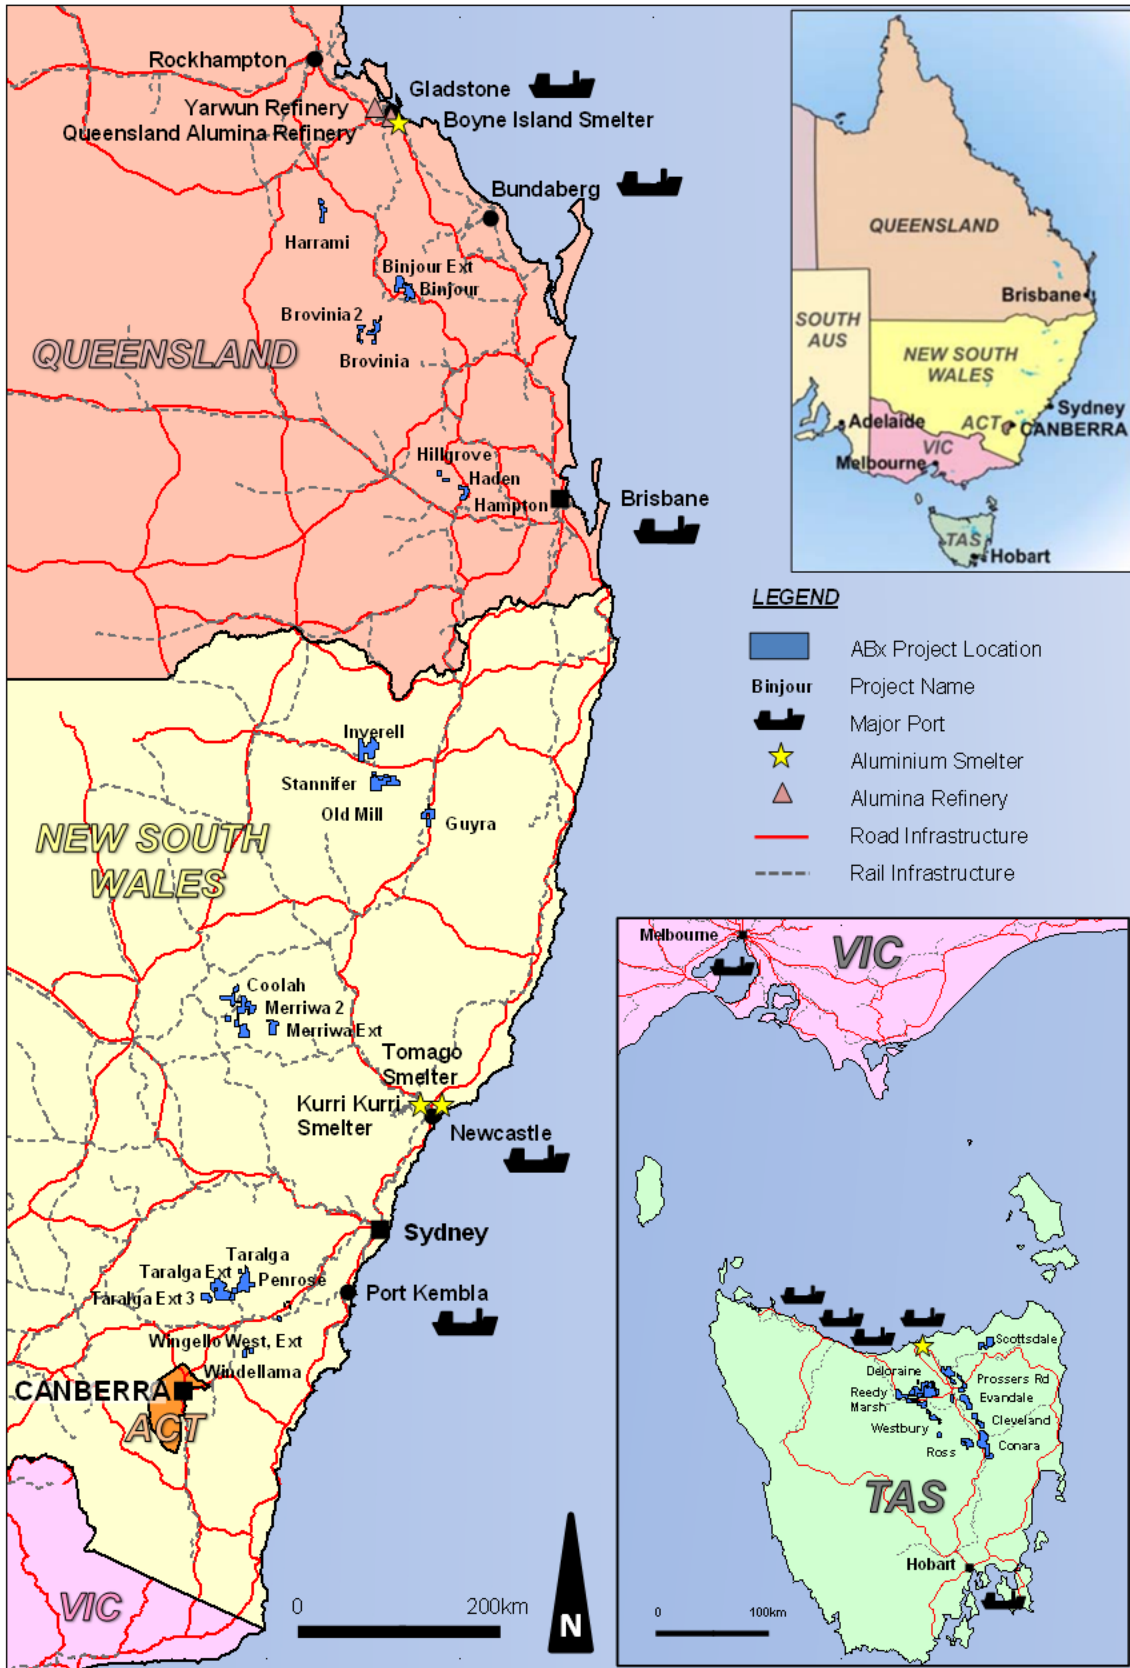 Rockhampton
Gladstone
Yarwun Refinery
Boyne Island Smelter
Queensland Alumina Refinery
Bundaberg
Harrami
Binjour Ext
Binjour
Brovinia 2
Brovinia
QUEENSLAND
Hillgrove
Haden
Hampton
Brisbane
Inverell
Stannifer
Old Mill
Guyra
NEW SOUTH
WALES
Coolah
Merriwa 2
Merriwa Ext
Tomago
Smelter
Kurri Kurri
Smelter
Newcastle
Sydney
Taralga
Taralga Ext
Penrose
Taralga Ext 3
Port Kembla
Wingello West, Ext
Windellama
CANBERRA
ACT
VIC
0
200km
N
QUEENSLAND
Brisbane
SOUTH
AUS
NEW SOUTH
WALES
Sydney
ACT
CANBERRA
Adelaide
VIC
Melbourne
TAS
Hobart
LEGEND
ABx Project Location
Binjour
Project Name
Major Port
Aluminium Smelter
Alumina Refinery
Road Infrastructure
Rail Infrastructure
Melbourne
VIC
Scottsdale
Deloraine
Prossers Rd
Reedy
Marsh
Evandale
Westbury
Cleveland
Ross
Conara
TAS
Hobart
0
100km